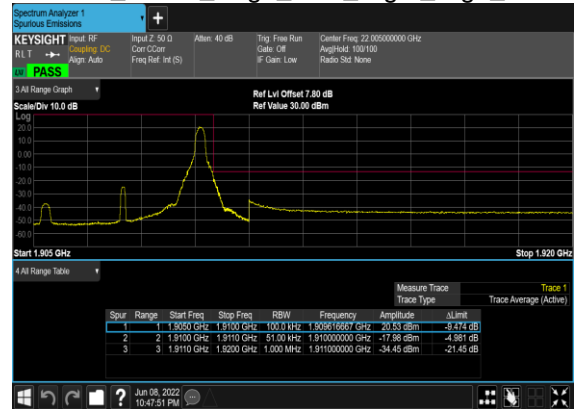 Spectrum Analyzer 1
Spurious Emissions
+
KEYSIGHT Input: RF Input Z: 50 Ω Atten: 40 dB Trig: Free Run Center Freq: 22.005000000 GHz
RLT Coupling: DC Corr CCorr Gate: Off Avg|Hold: 100/100
Align: Auto Freq Ref: Int (S) IF Gain: Low Radio Std: None
PASS
3 All Range Graph
Ref Lvl Offset 7.80 dB
Scale/Div 10.0 dB Ref Value 30.00 dBm
Log
20.0
10.0
0.00
-10.0
-20.0
-30.0
-40.0
-50.0
-60.0
Start 1.905 GHz Stop 1.920 GHz
4 All Range Table
Measure Trace Trace 1
Trace Type Trace Average (Active)
Spur Range Start Freq Stop Freq RBW Frequency Amplitude ΔLimit
1 1 1.9050 GHz 1.9100 GHz 100.0 kHz 1.909616667 GHz 20.53 dBm -9.474 dB
2 2 1.9100 GHz 1.9110 GHz 51.00 kHz 1.910000000 GHz -17.98 dBm -4.981 dB
3 3 1.9110 GHz 1.9200 GHz 1.000 MHz 1.911000000 GHz -34.45 dBm -21.45 dB
? Jun 08, 2022
10:47:51 PM